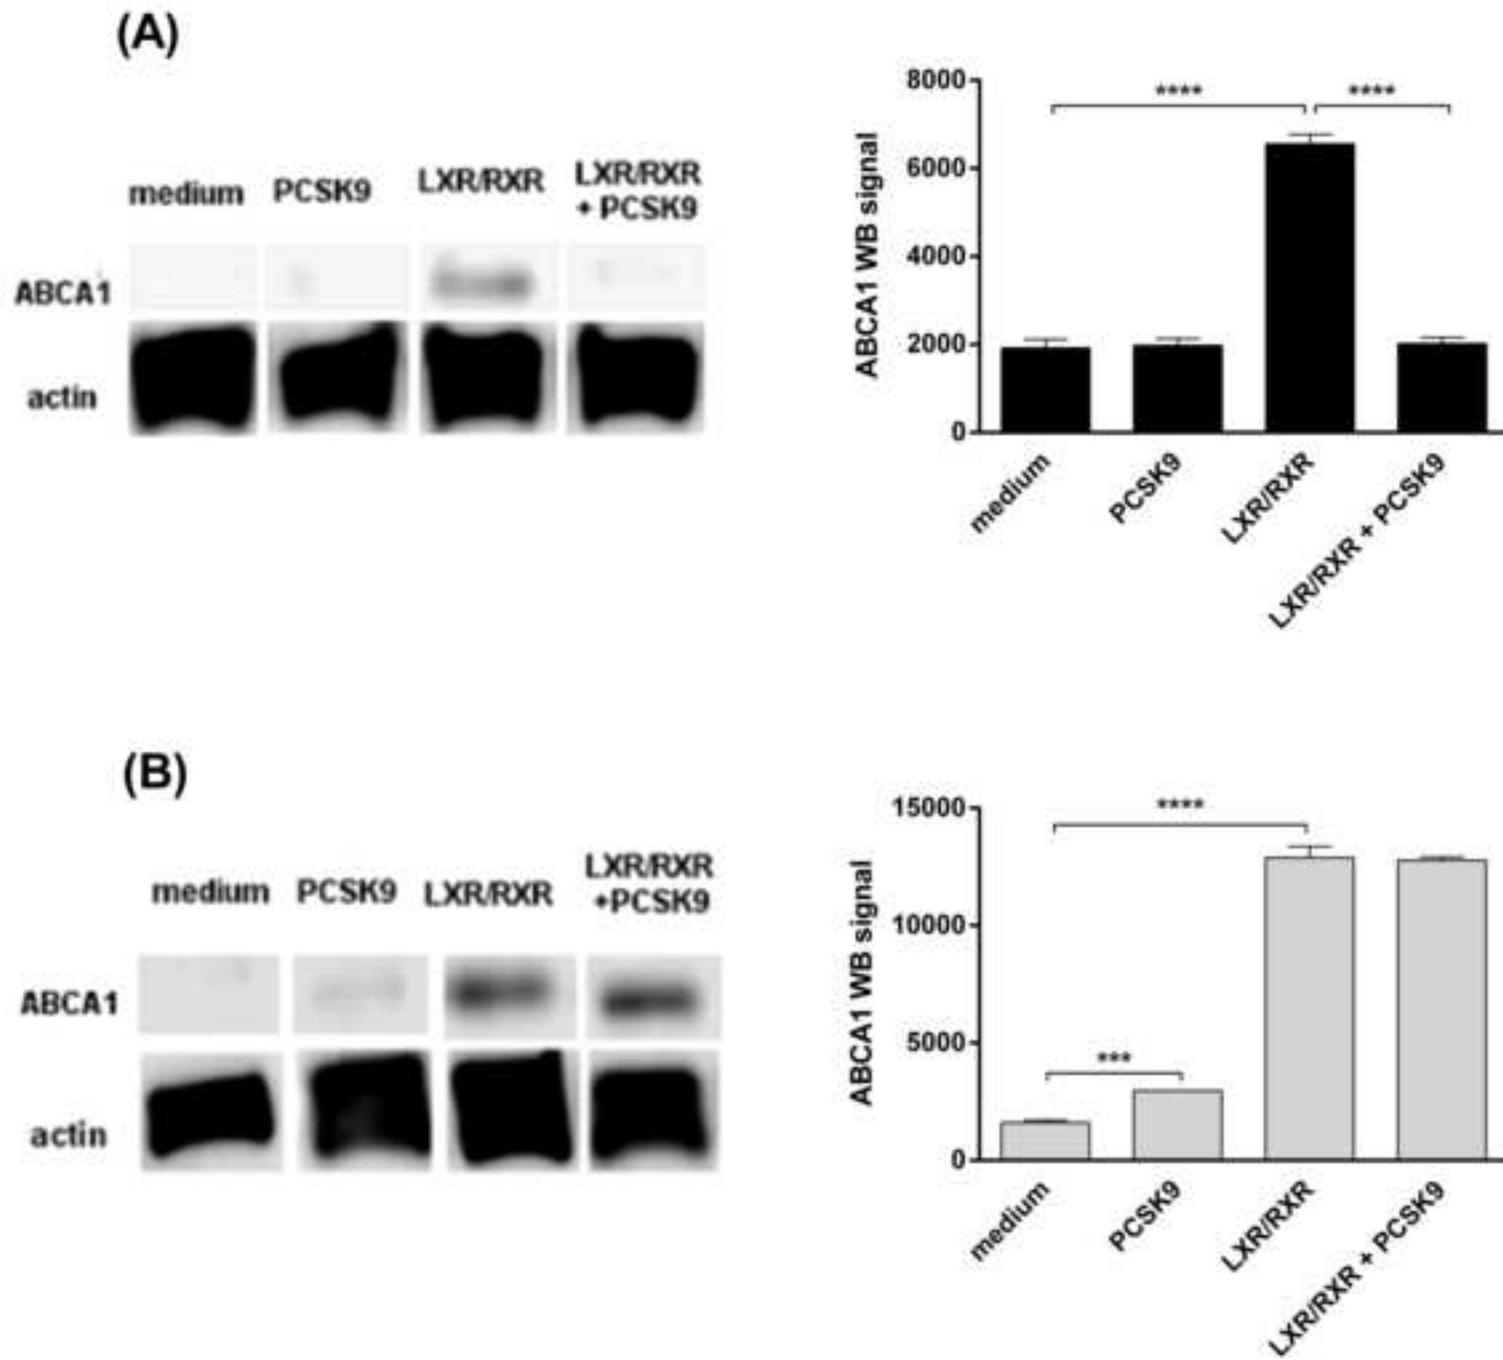 (A)
medium PCSK9 LXR/RXR LXR/RXR
+ PCSK9
ABCA1
actin
8000
6000
4000
2000
0
ABCA1 WB signal
**** ****
medium
PCSK9
LXR/RXR
LXR/RXR + PCSK9
(B)
medium PCSK9 LXR/RXR LXR/RXR
+PCSK9
ABCA1
actin
15000
10000
5000
0
ABCA1 WB signal
****
***
medium
PCSK9
LXR/RXR
LXR/RXR + PCSK9